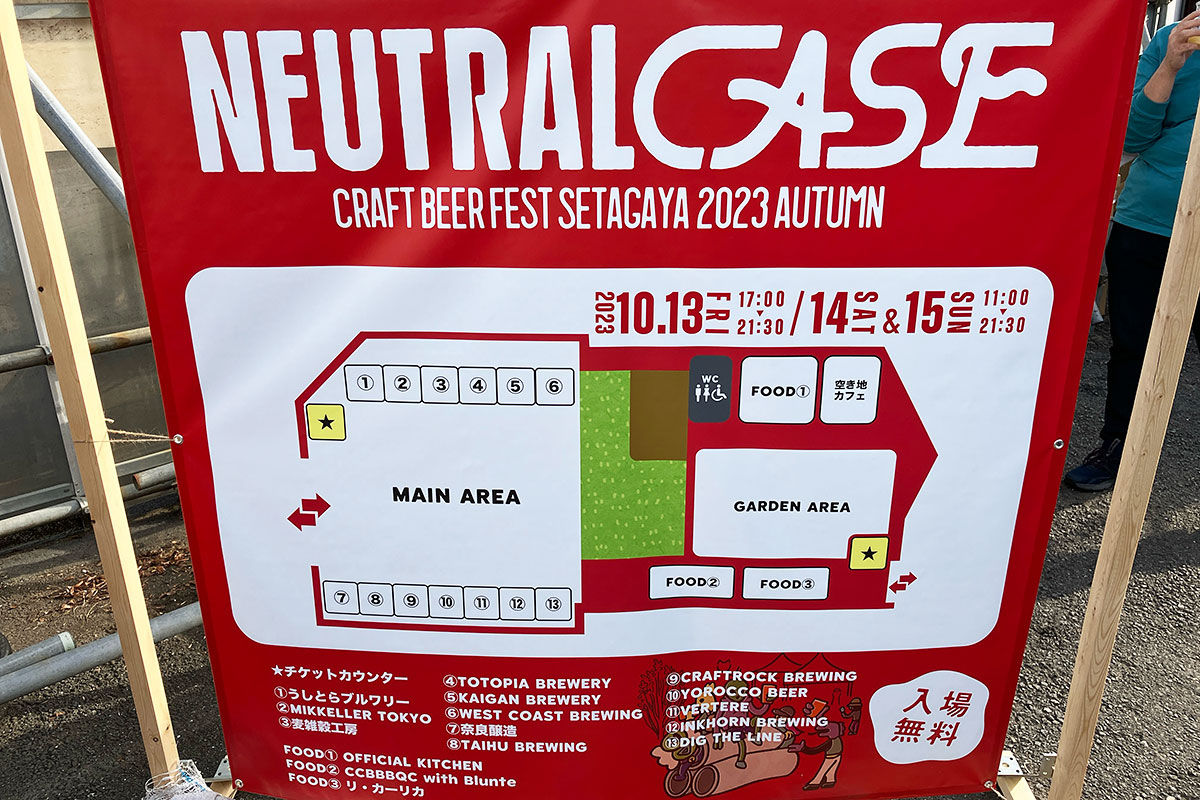 NEUTRALCASE
CRAFT BEER FEST SETAGAYA 2023 AUTUMN
2023 10.13 FRI 17:00 ▸ 21:30 / 14 SAT & 15 SUN 11:00 ▸ 21:30
① ② ③ ④ ⑤ ⑥
★
MAIN AREA
⑦ ⑧ ⑨ ⑩ ⑪ ⑫ ⑬
WC
FOOD①
空き地
カフェ
GARDEN AREA
★
FOOD②
FOOD③
★チケットカウンター
①うしとらブルワリー
②MIKKELLER TOKYO
③麦雑穀工房
④TOTOPIA BREWERY
⑤KAIGAN BREWERY
⑥WEST COAST BREWING
⑦奈良醸造
⑧TAIHU BREWING
⑨CRAFTROCK BREWING
⑩YOROCCO BEER
⑪VERTERE
⑫INKHORN BREWING
⑬DIG THE LINE
FOOD① OFFICIAL KITCHEN
FOOD② CCBBBQC with Blunte
FOOD③ リ・カーリカ
入場
無料